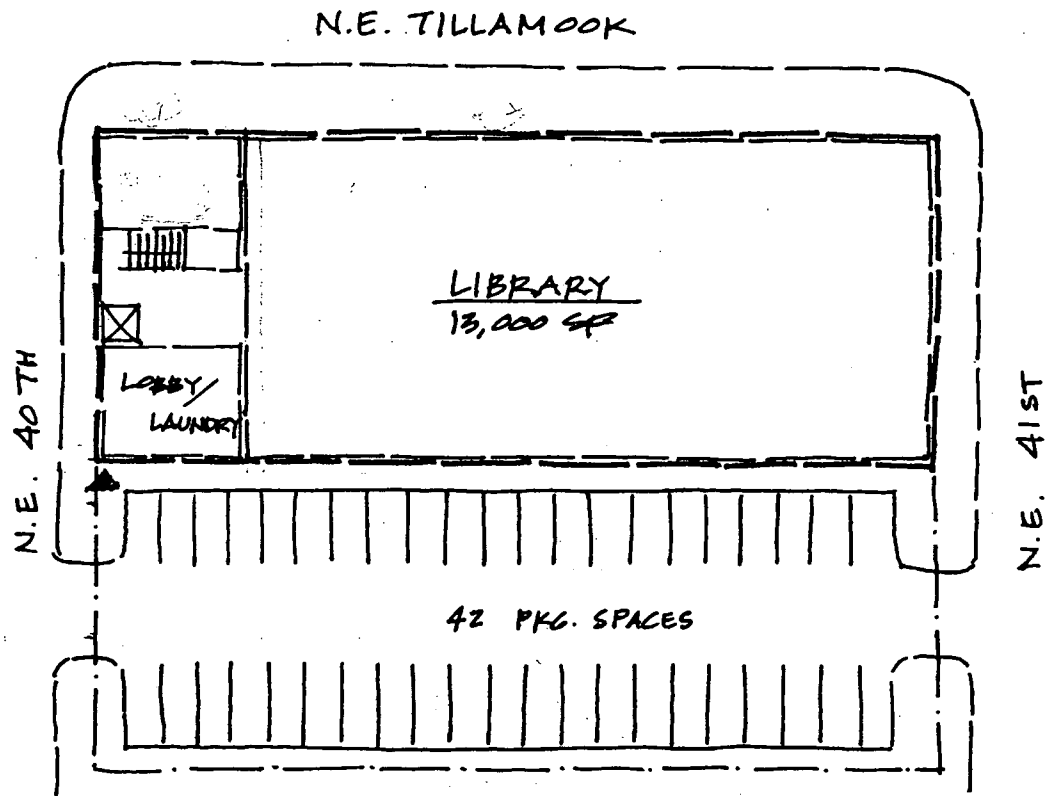 N.E. TILLAMOOK
LIBRARY
13,000 SF
LOBBY/
LAUNDRY
N.E. 40TH
N.E. 41ST
42 PKG. SPACES